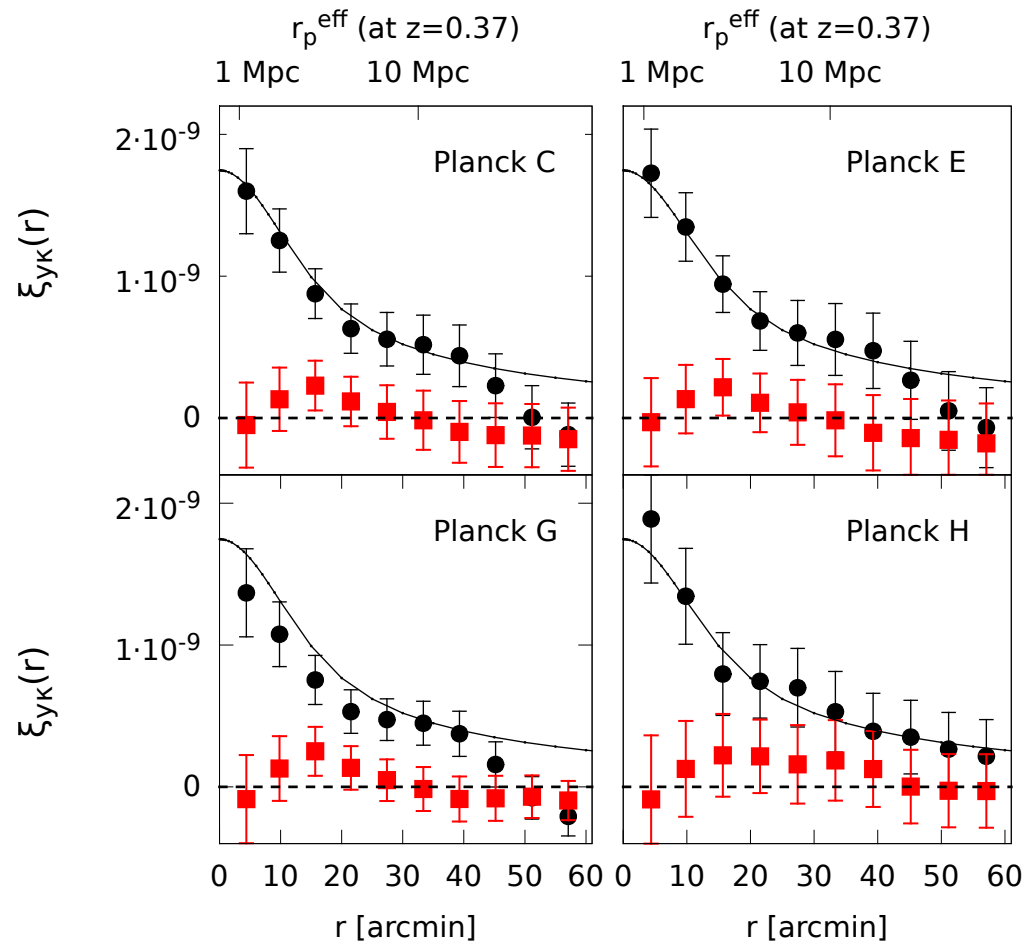 r_p^eff (at z=0.37) r_p^eff (at z=0.37)
1 Mpc 10 Mpc 1 Mpc 10 Mpc
Planck C Planck E
2·10^-9
1·10^-9
0
ξ_yκ(r)
Planck G Planck H
2·10^-9
1·10^-9
0
ξ_yκ(r)
0 10 20 30 40 50 60 0 10 20 30 40 50 60
r [arcmin] r [arcmin]